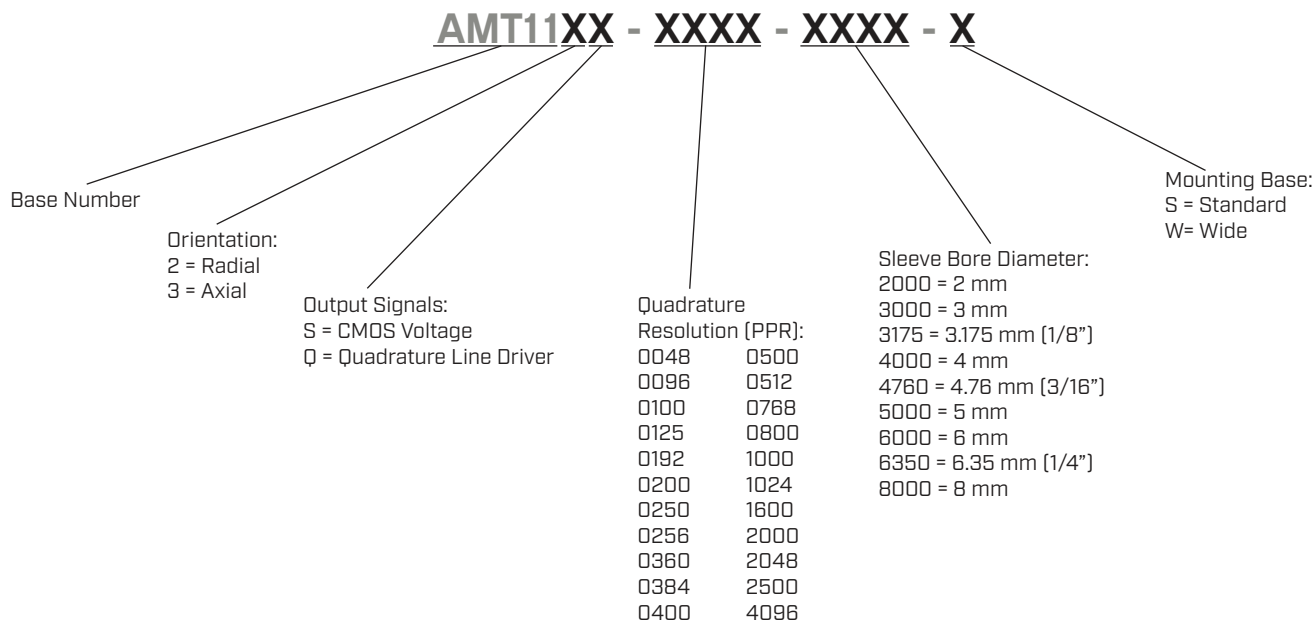 AMT11XX - XXXX - XXXX - X
Base Number
Orientation:
2 = Radial
3 = Axial
Output Signals:
S = CMOS Voltage
Q = Quadrature Line Driver
Quadrature
Resolution (PPR):
0048 0500
0096 0512
0100 0768
0125 0800
0192 1000
0200 1024
0250 1600
0256 2000
0360 2048
0384 2500
0400 4096
Sleeve Bore Diameter:
2000 = 2 mm
3000 = 3 mm
3175 = 3.175 mm (1/8”)
4000 = 4 mm
4760 = 4.76 mm (3/16”)
5000 = 5 mm
6000 = 6 mm
6350 = 6.35 mm (1/4”)
8000 = 8 mm
Mounting Base:
S = Standard
W= Wide